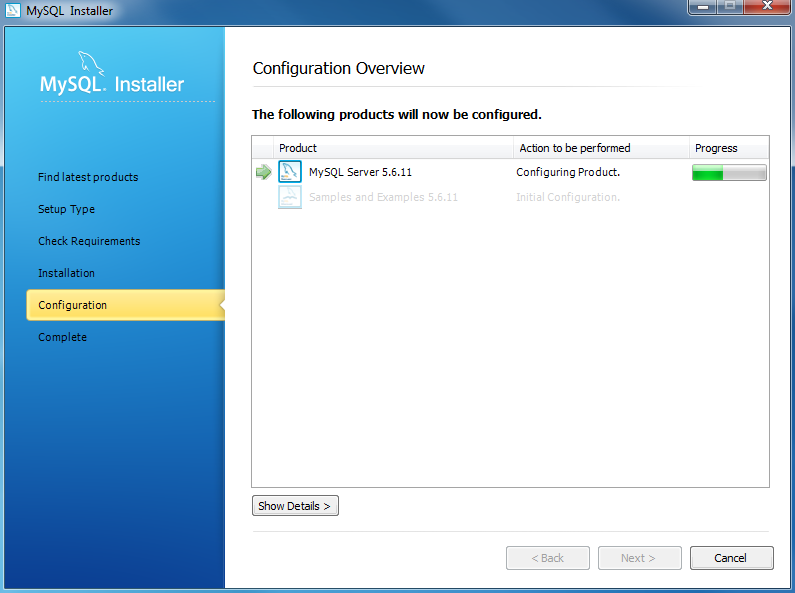 MySQL Installer
MySQL. Installer
Find latest products
Setup Type
Check Requirements
Installation
Configuration
Complete
Configuration Overview
The following products will now be configured.
Product Action to be performed Progress
MySQL Server 5.6.11 Configuring Product.
Samples and Examples 5.6.11 Initial Configuration.
Show Details >
< Back Next > Cancel